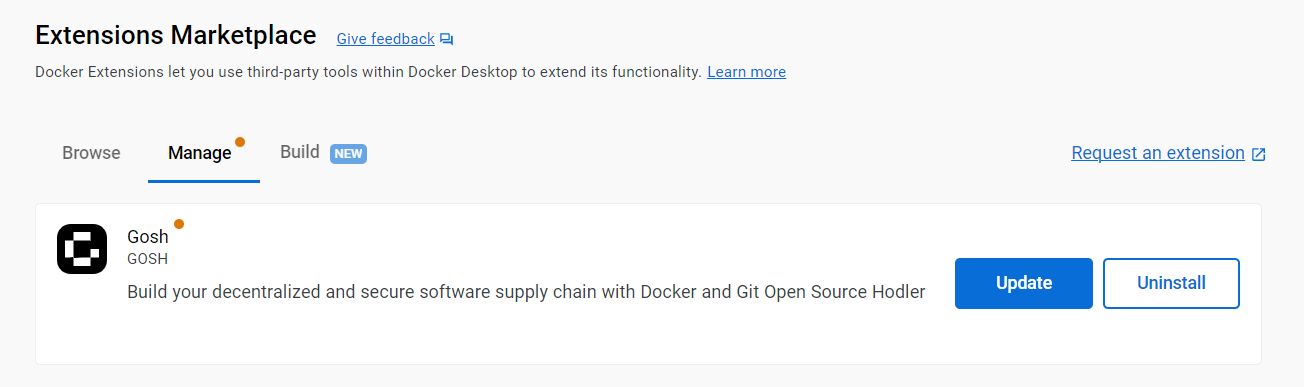 Extensions Marketplace Give feedback
Docker Extensions let you use third-party tools within Docker Desktop to extend its functionality. Learn more
Browse Manage Build NEW Request an extension
Gosh
GOSH
Build your decentralized and secure software supply chain with Docker and Git Open Source Hodler
Update Uninstall